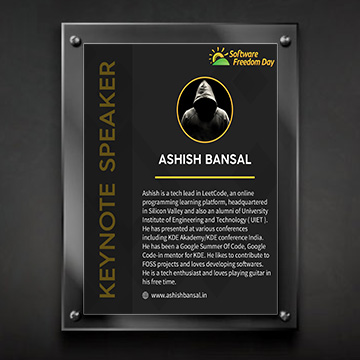 Software
Freedom Day
KEYNOTE SPEAKER
ASHISH BANSAL
Ashish is a tech lead in LeetCode, an online
programming learning platform, headquartered
in Silicon Valley and also an alumni of University
Institute of Engineering and Technology ( UIET ).
He has presented at various conferences
including KDE Akademy/KDE conference India.
He has been a Google Summer Of Code, Google
Code-in mentor for KDE. He likes to contribute to
FOSS projects and loves developing softwares.
He is a tech enthusiast and loves playing guitar in
his free time.
www.ashishbansal.in